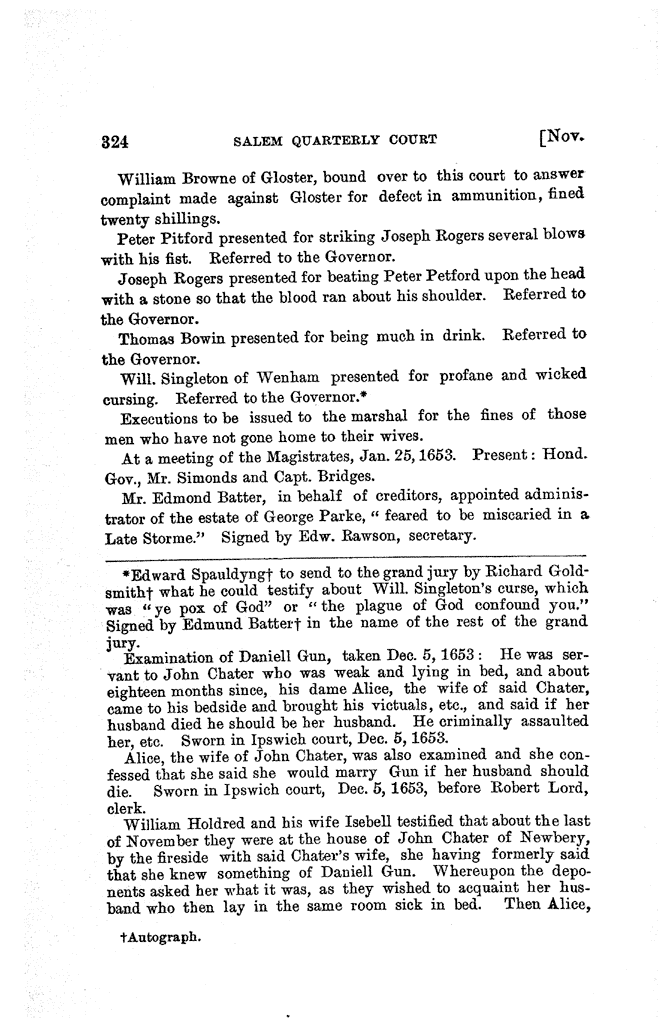 324 SALEM QUARTERLY COURT [Nov.
William Browne of Gloster, bound over to this court to answer
complaint made against Gloster for defect in ammunition, fined
twenty shillings.
Peter Pitford presented for striking Joseph Rogers several blows
with his fist. Referred to the Governor.
Joseph Rogers presented for beating Peter Petford upon the head
with a stone so that the blood ran about his shoulder. Referred to
the Governor.
Thomas Bowin presented for being much in drink. Referred to
the Governor.
Will. Singleton of Wenham presented for profane and wicked
cursing. Referred to the Governor.*
Executions to be issued to the marshal for the fines of those
men who have not gone home to their wives.
At a meeting of the Magistrates, Jan. 25, 1653. Present: Hond.
Gov., Mr. Simonds and Capt. Bridges.
Mr. Edmond Batter, in behalf of creditors, appointed adminis-
trator of the estate of George Parke, “ feared to be miscaried in a
Late Storme.” Signed by Edw. Rawson, secretary.
*Edward Spauldyng† to send to the grand jury by Richard Gold-
smith† what he could testify about Will. Singleton's curse, which
was “ye pox of God” or “the plague of God confound you.”
Signed by Edmund Batter† in the name of the rest of the grand
jury.
Examination of Daniell Gun, taken Dec. 5, 1653: He was ser-
vant to John Chater who was weak and lying in bed, and about
eighteen months since, his dame Alice, the wife of said Chater,
came to his bedside and brought his victuals, etc., and said if her
husband died he should be her husband. He criminally assaulted
her, etc. Sworn in Ipswich court, Dec. 5, 1653.
Alice, the wife of John Chater, was also examined and she con-
fessed that she said she would marry Gun if her husband should
die. Sworn in Ipswich court, Dec. 5, 1653, before Robert Lord,
clerk.
William Holdred and his wife Isebell testified that about the last
of November they were at the house of John Chater of Newbery,
by the fireside with said Chater's wife, she having formerly said
that she knew something of Daniell Gun. Whereupon the depo-
nents asked her what it was, as they wished to acquaint her hus-
band who then lay in the same room sick in bed. Then Alice,
†Autograph.